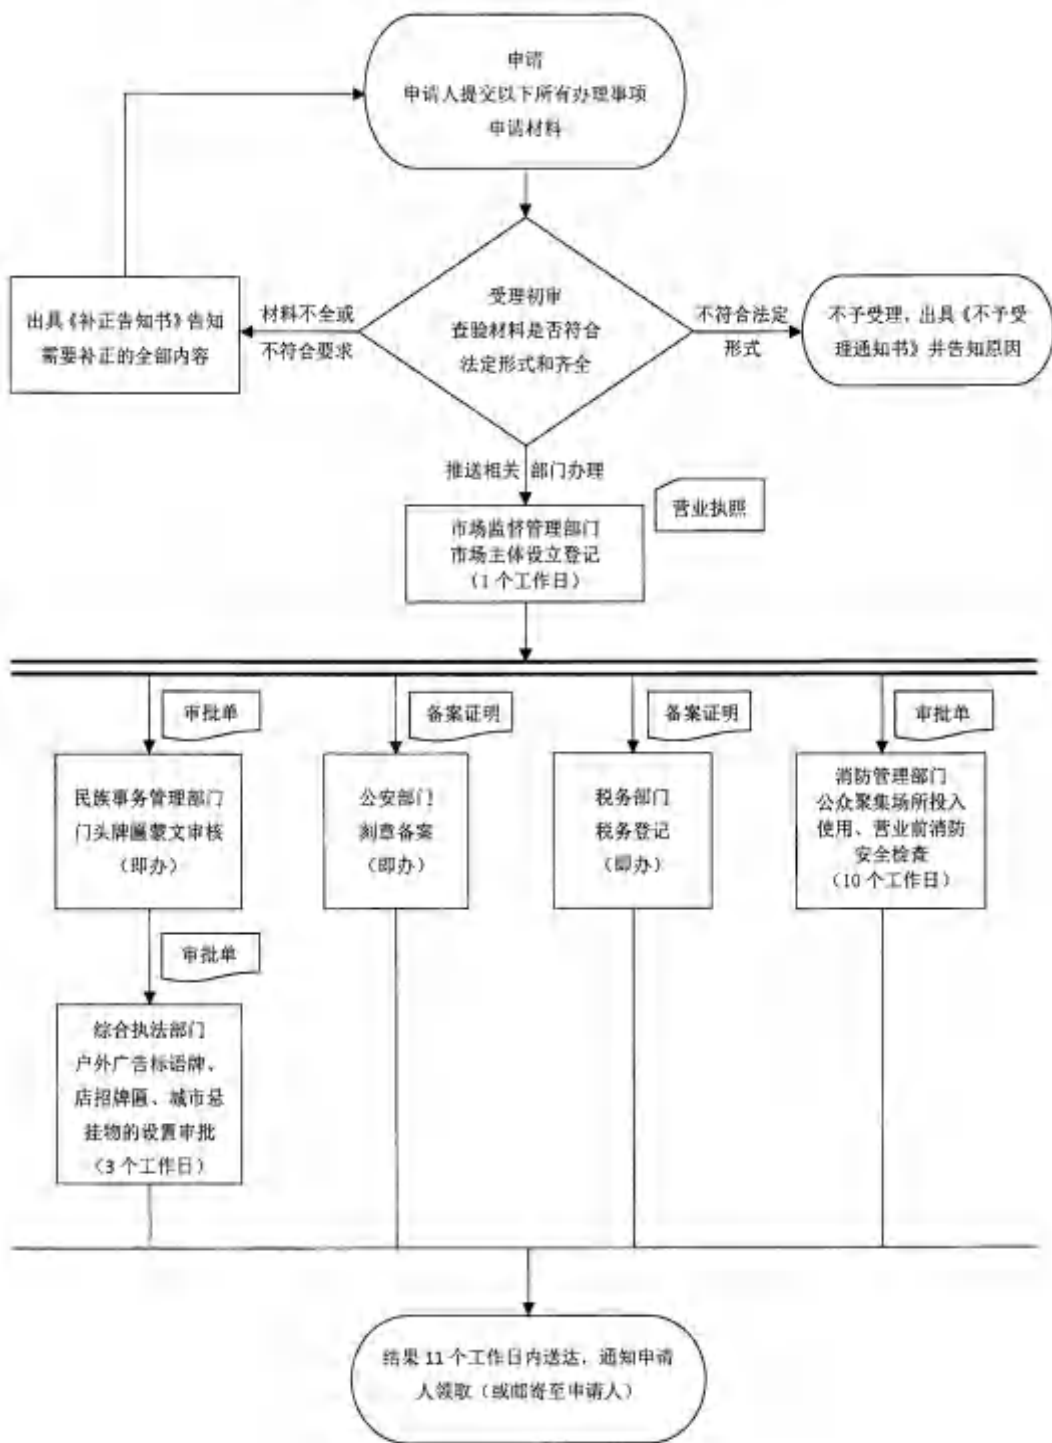 申请
申请人提交以下所有办理事项
申请材料
出具《补正告知书》告知
需要补正的全部内容
材料不全或
不符合要求
受理初审
查验材料是否符合
法定形式和齐全
不符合法定
形式
不予受理，出具《不予受
理通知书》并告知原因
推送相关 部门办理
营业执照
市场监督管理部门
市场主体设立登记
（1个工作日）
审批单
备案证明
备案证明
审批单
民族事务管理部门
门头牌匾蒙文审核
（即办）
公安部门
刻章备案
（即办）
税务部门
税务登记
（即办）
消防管理部门
公众聚集场所投入
使用、营业前消防
安全检查
（10个工作日）
审批单
综合执法部门
户外广告标语牌、
店招牌匾、城市悬
挂物的设置审批
（3个工作日）
结果11个工作日内送达，通知申请
人领取（或邮寄至申请人）